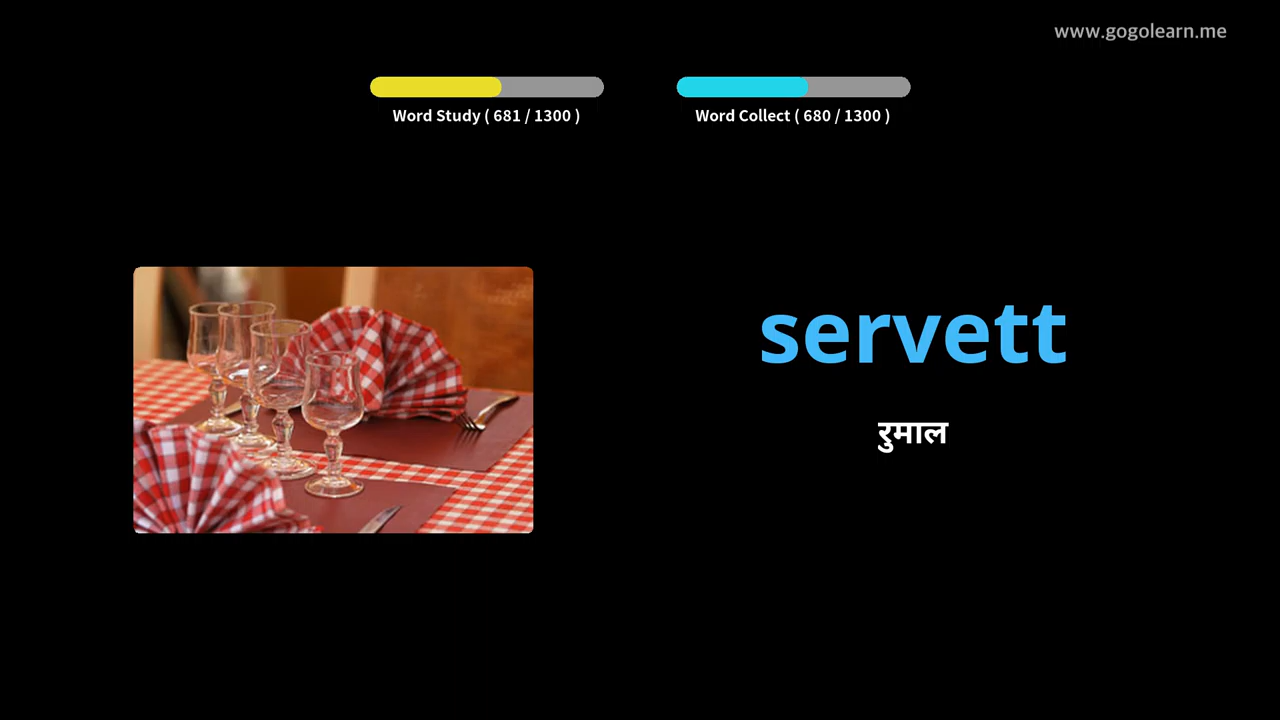 www.gogolearn.me
Word Study ( 681 / 1300 )
Word Collect ( 680 / 1300 )
servett
रुमाल